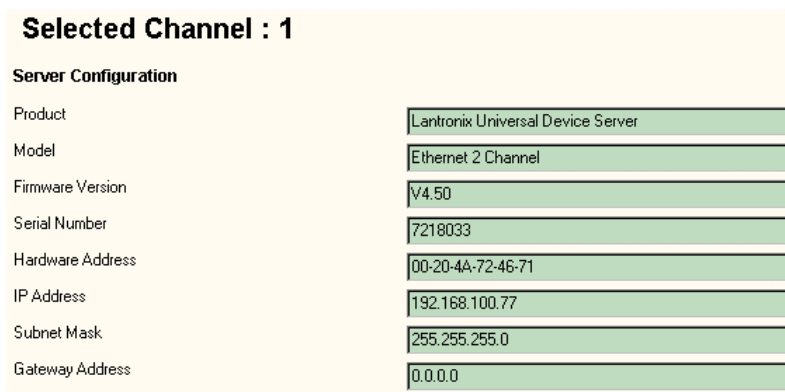 Selected Channel : 1
Server Configuration
Product Lantronix Universal Device Server
Model Ethernet 2 Channel
Firmware Version V4.50
Serial Number 7218033
Hardware Address 00-20-4A-72-46-71
IP Address 192.168.100.77
Subnet Mask 255.255.255.0
Gateway Address 0.0.0.0